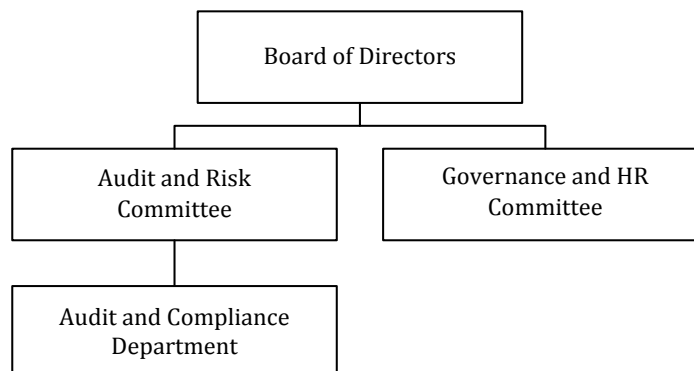 Board of Directors
Audit and Risk
Committee
Governance and HR
Committee
Audit and Compliance
Department